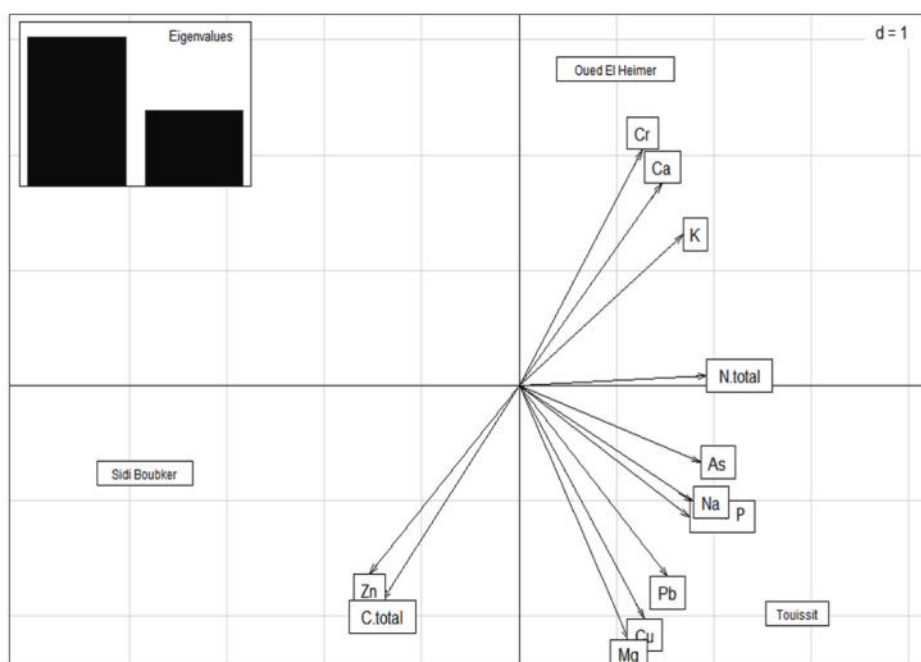 Eigenvalues
d = 1
Oued El Heimer
Cr
Ca
K
N.total
As
Na
P
Sidi Boubker
Zn
C.total
Pb
Touissit
Cu
Mg